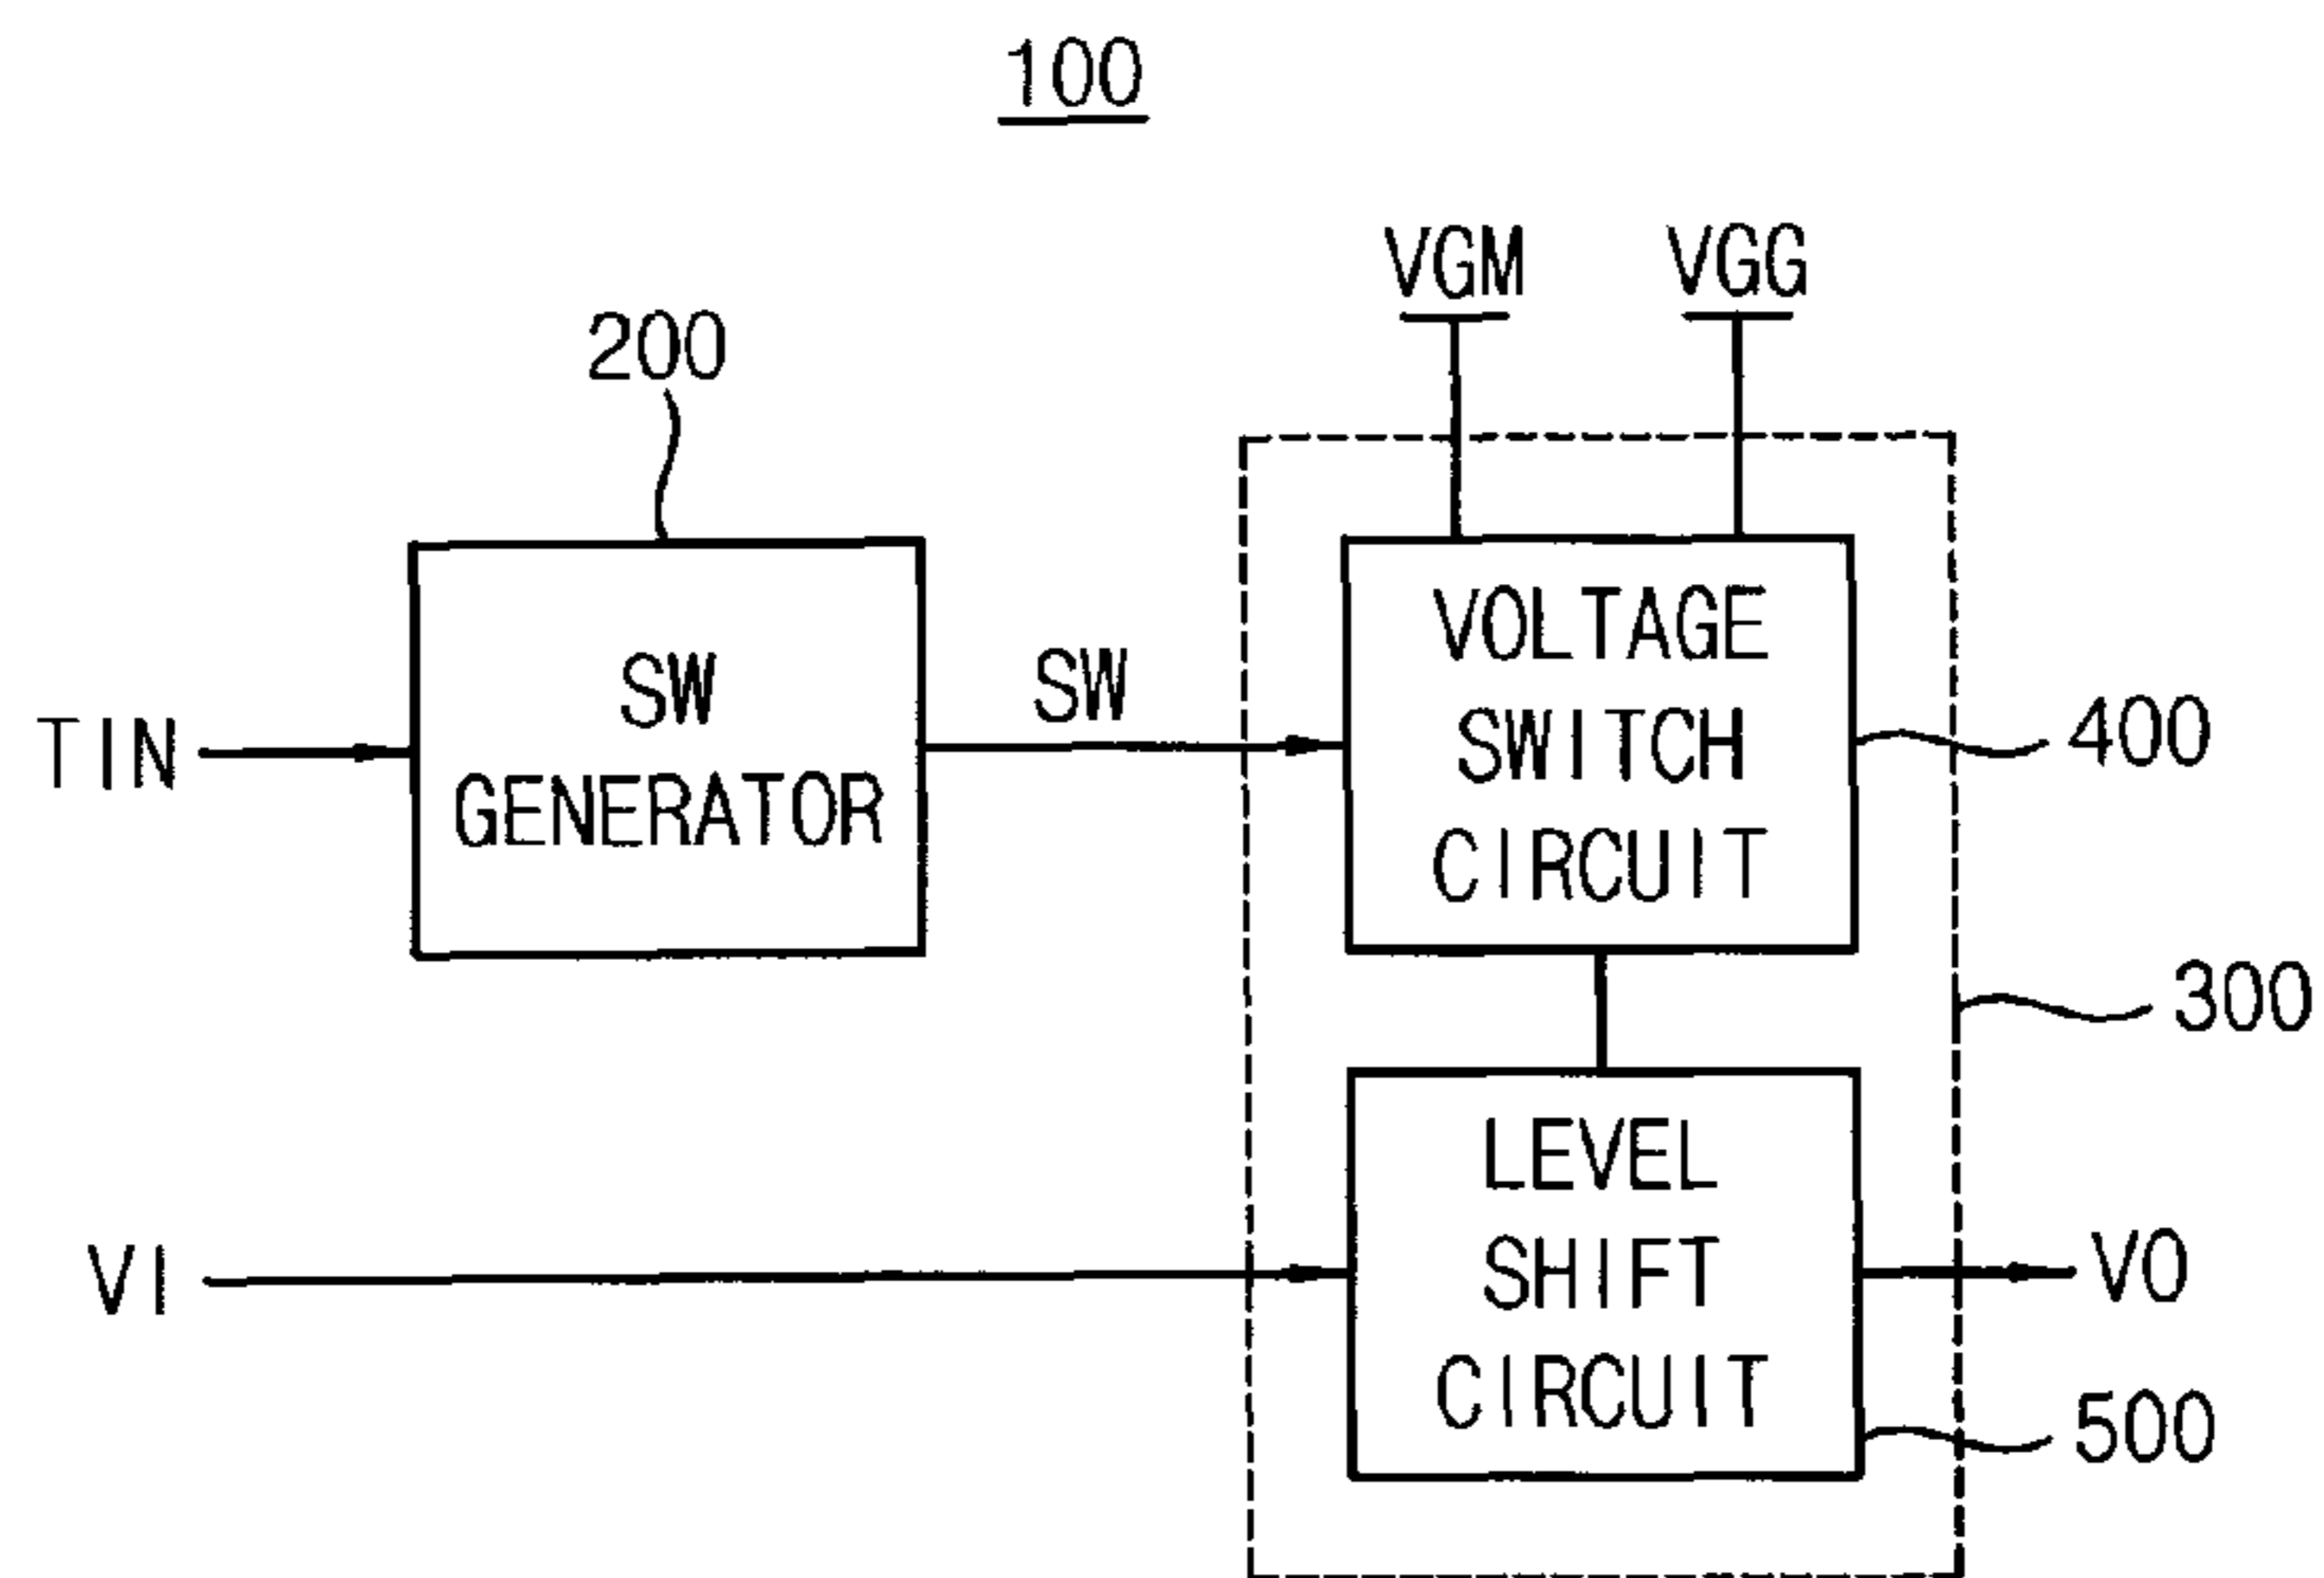 100
VGM VGG
200
VOLTAGE
SWITCH
CIRCUIT
SW
GENERATOR
SW
TIN
400
300
LEVEL
SHIFT
CIRCUIT
VI
VO
500